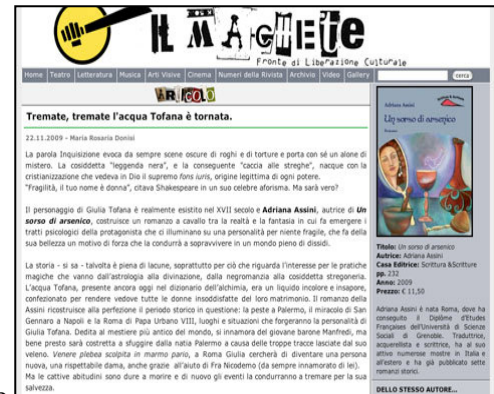 IL MACHETE
Fronte di Liberazione Culturale
Home Teatro Letteratura Musica Arti Visive Cinema Numeri della Rivista Archivio Video Gallery cerca
ARTICOLO
Tremate, tremate l'acqua Tofana è tornata.
22.11.2009 - Maria Rosaria Donisi
La parola Inquisizione evoca da sempre scene oscure di roghi e di torture e porta con sé un alone di
mistero. La cosiddetta "leggenda nera", e la conseguente "caccia alle streghe", nacque con la
cristianizzazione che vedeva in Dio il supremo fons iuris, origine legittima di ogni potere.
"Fragilità, il tuo nome è donna", citava Shakespeare in un suo celebre aforisma. Ma sarà vero?
Il personaggio di Giulia Tofana è realmente esistito nel XVII secolo e Adriana Assini, autrice di Un
sorso di arsenico, costruisce un romanzo a cavallo tra la realtà e la fantasia in cui fa emergere i
tratti psicologici della protagonista che ci illuminano su una personalità per niente fragile, che fa della
sua bellezza un motivo di forza che la condurrà a sopravvivere in un mondo pieno di dissidi.
La storia - si sa - talvolta è piena di lacune, soprattutto per ciò che riguarda l'interesse per le pratiche
magiche che vanno dall'astrologia alla divinazione, dalla negromanzia alla cosiddetta stregoneria.
L'acqua Tofana, presente ancora oggi nel dizionario dell'alchimia, era un liquido incolore e insapore,
confezionato per rendere vedove tutte le donne insoddisfatte del loro matrimonio. Il romanzo della
Assini ricostruisce alla perfezione il periodo storico in questione: la peste a Palermo, il miracolo di San
Gennaro a Napoli e la Roma di Papa Urbano VIII, luoghi e situazioni che forgeranno la personalità di
Giulia Tofana. Dedita al mestiere più antico del mondo, si innamora del giovane barone Manfredi, ma
ben presto sarà costretta a sfuggire dalla natia Palermo a causa delle troppe tracce lasciate dal suo
veleno. Venere plebea scolpita in marmo pario, a Roma Giulia cercherà di diventare una persona
nuova, una rispettabile dama, anche grazie all'aiuto di Fra Nicodemo (da sempre innamorato di lei).
Ma le cattive abitudini sono dure a morire e di nuovo gli eventi la condurranno a tremare per la sua
salvezza.
Adriana Assini
Un sorso di arsenico
Titolo: Un sorso di arsenico
Autrice: Adriana Assini
Casa Editrice: Scrittura &Scritture
pp. 232
Anno: 2009
Prezzo: € 11,50
Adriana Assini è nata Roma, dove ha
conseguito il Diplôme d'Etudes
Françaises dell'Università di Scienze
Sociali di Grenoble. Traduttrice,
acquerellista e scrittrice, ha al suo
attivo numerose mostre in Italia e
all'estero e ha già pubblicato sette
romanzi storici.
DELLO STESSO AUTORE...